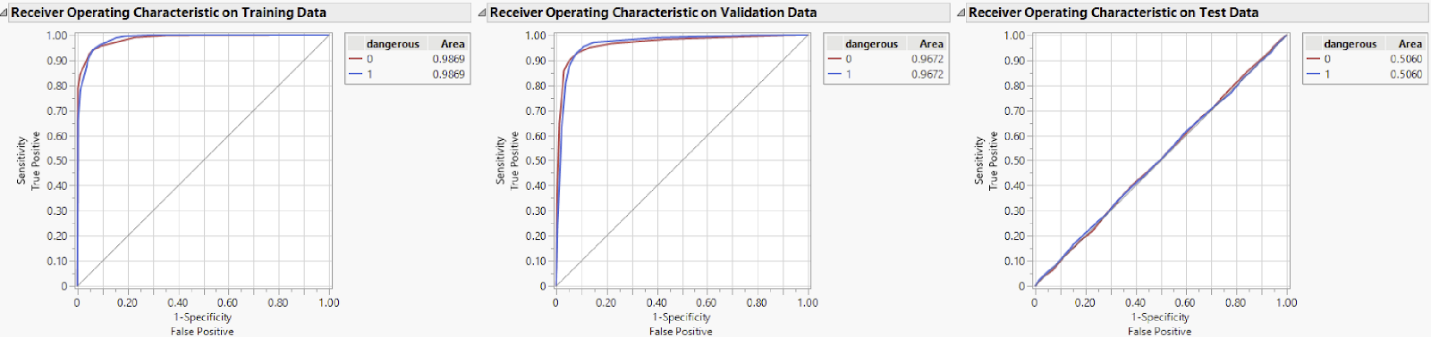 Receiver Operating Characteristic on Training Data
1.00
0.90
0.80
0.70
0.60
0.50
0.40
0.30
0.20
0.10
0
Sensitivity
True Positive
0 0.20 0.40 0.60 0.80 1.00
1-Specificity
False Positive
dangerous Area
0 0.9869
1 0.9869
Receiver Operating Characteristic on Validation Data
1.00
0.90
0.80
0.70
0.60
0.50
0.40
0.30
0.20
0.10
0
Sensitivity
True Positive
0 0.20 0.40 0.60 0.80 1.00
1-Specificity
False Positive
dangerous Area
0 0.9672
1 0.9672
Receiver Operating Characteristic on Test Data
1.00
0.90
0.80
0.70
0.60
0.50
0.40
0.30
0.20
0.10
0
Sensitivity
True Positive
0 0.20 0.40 0.60 0.80 1.00
1-Specificity
False Positive
dangerous Area
0 0.5060
1 0.5060